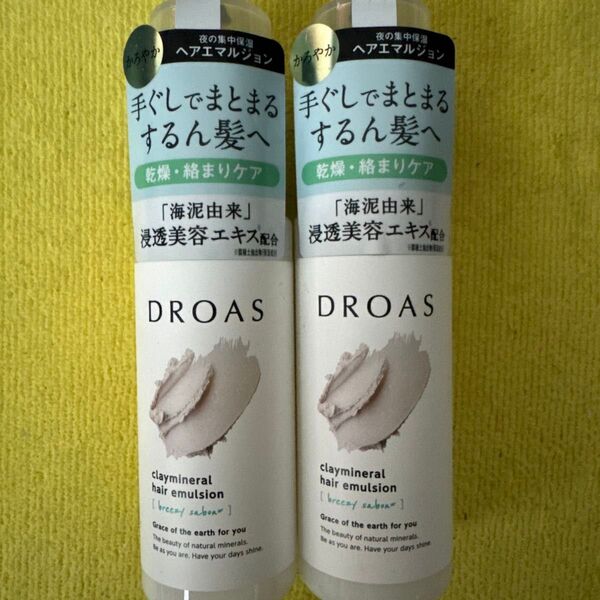 かろやか
夜の集中保湿
ヘアエマルジョン
手ぐしでまとまる
するん髪へ
乾燥・絡まりケア
「海泥由来」
浸透美容エキス配合
DROAS
claymineral
hair emulsion
[ breezy sabon ]
Grace of the earth for you
The beauty of natural minerals.
Be as you are. Have your days shine.
かろやか
夜の集中保湿
ヘアエマルジョン
手ぐしでまとまる
するん髪へ
乾燥・絡まりケア
「海泥由来」
浸透美容エキス配合
DROAS
claymineral
hair emulsion
[ breezy sabon ]
Grace of the earth for you
The beauty of natural minerals.
Be as you are. Have your days shine.